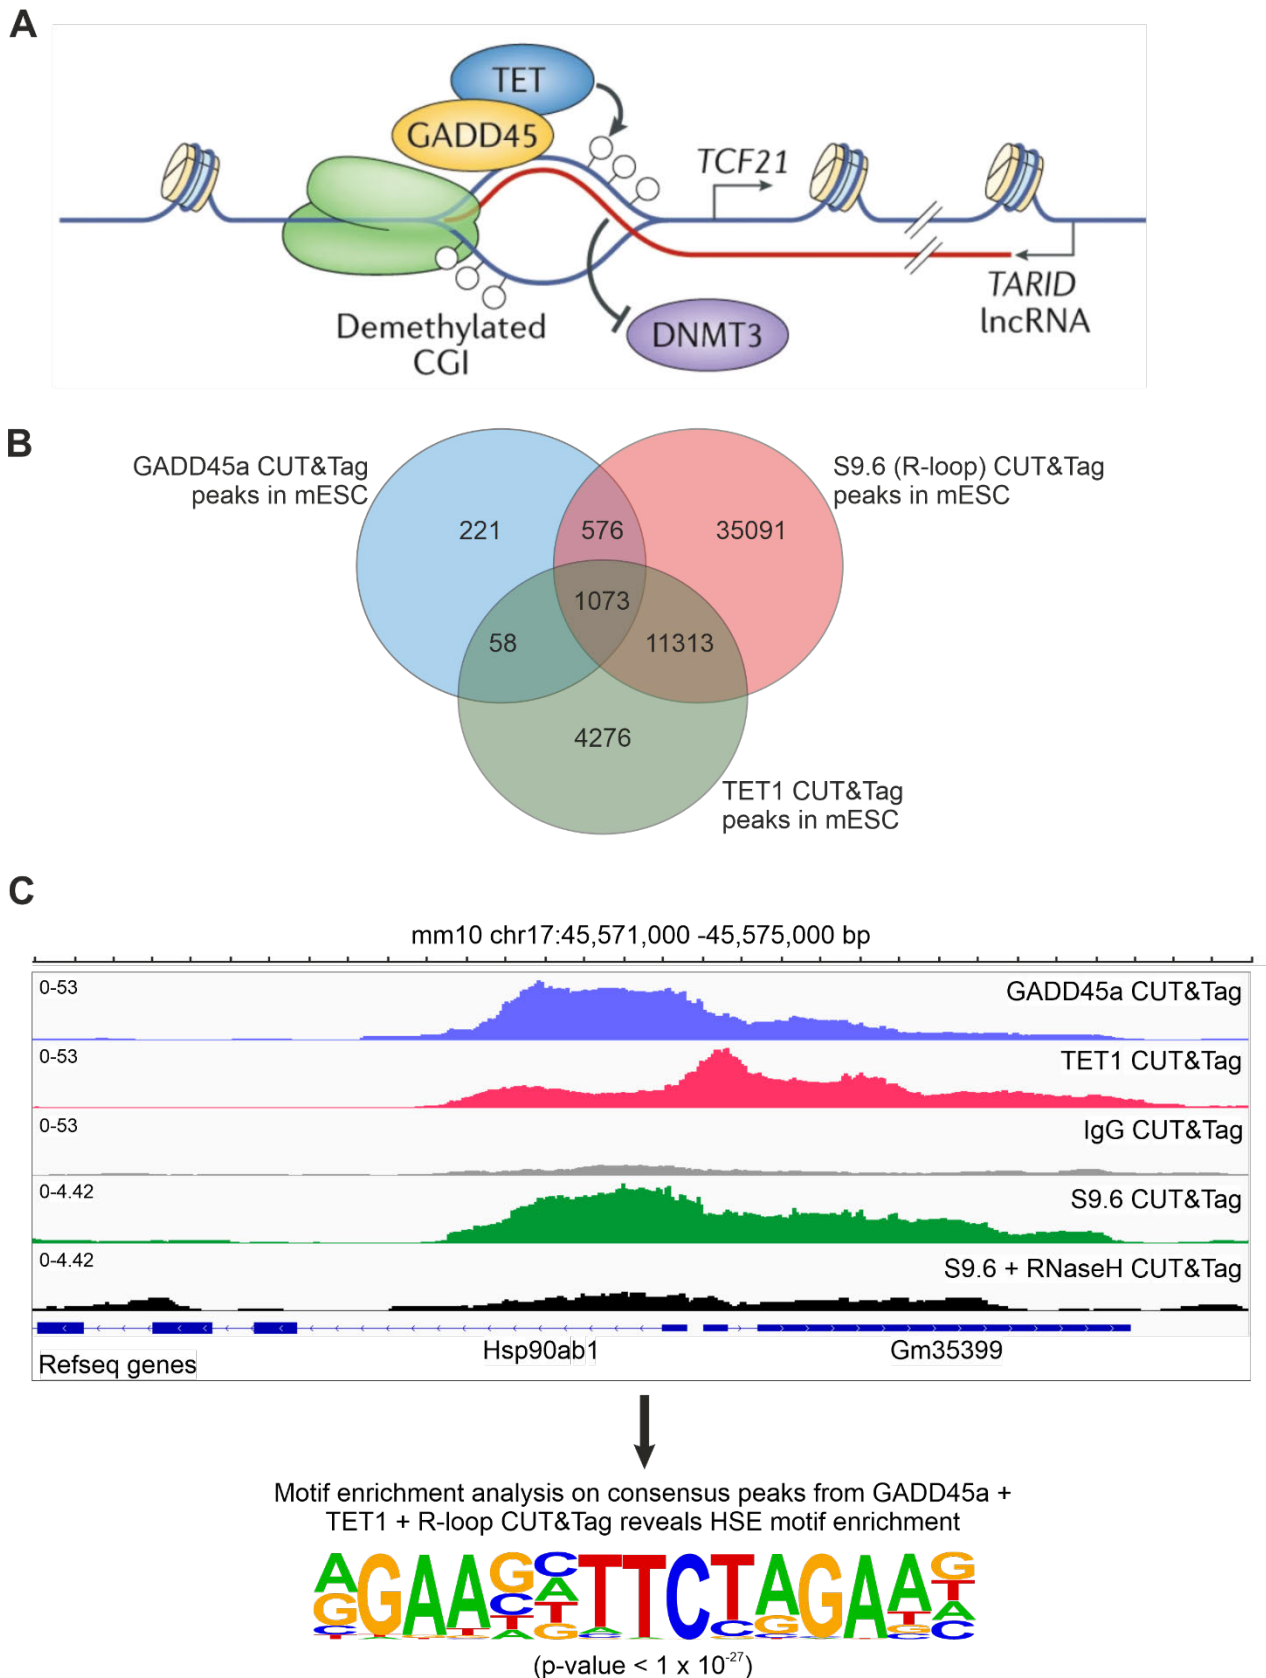 A
TET
GADD45
TCF21
TARID
lncRNA
Demethylated
CGI
DNMT3
B
GADD45a CUT&Tag
peaks in mESC
S9.6 (R-loop) CUT&Tag
peaks in mESC
221
576
35091
1073
58
11313
4276
TET1 CUT&Tag
peaks in mESC
C
mm10 chr17:45,571,000 -45,575,000 bp
0-53
GADD45a CUT&Tag
0-53
TET1 CUT&Tag
0-53
IgG CUT&Tag
0-4.42
S9.6 CUT&Tag
0-4.42
S9.6 + RNaseH CUT&Tag
Hsp90ab1
Gm35399
Refseq genes
Motif enrichment analysis on consensus peaks from GADD45a +
TET1 + R-loop CUT&Tag reveals HSE motif enrichment
AGAAGCTTCTAGAAG
(p-value < 1 x 10⁻²⁷)